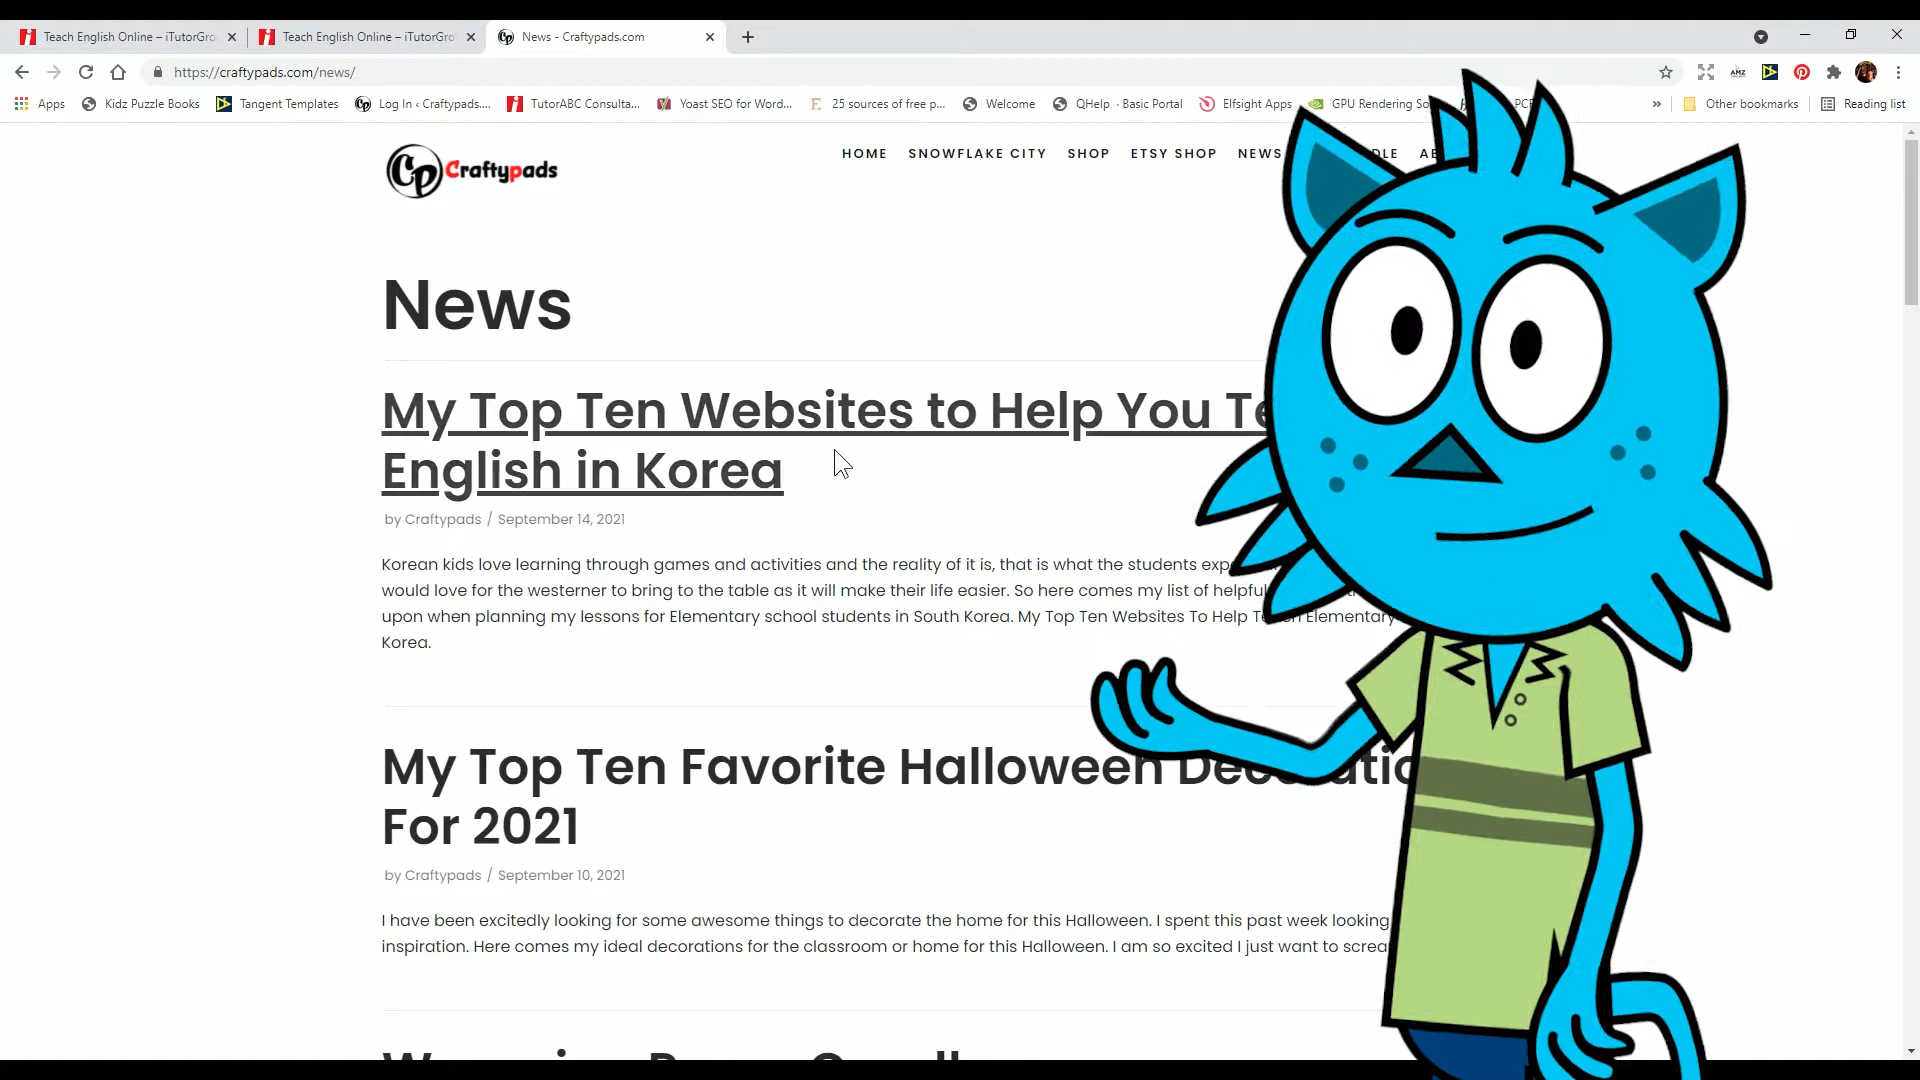 Teach English Online – iTutorGro
Teach English Online – iTutorGro
News - Craftypads.com
https://craftypads.com/news/
AMZ
Apps
Kidz Puzzle Books
Tangent Templates
Log In ‹ Craftypads....
TutorABC Consulta...
Yoast SEO for Word...
25 sources of free p...
Welcome
QHelp · Basic Portal
Elfsight Apps
GPU Rendering So
Other bookmarks
Reading list
Cp Craftypads
HOME SNOWFLAKE CITY SHOP ETSY SHOP NEWS
News
My Top Ten Websites to Help You Te
English in Korea
by Craftypads / September 14, 2021
Korean kids love learning through games and activities and the reality of it is, that is what the students
would love for the westerner to bring to the table as it will make their life easier. So here comes my list of helpful
upon when planning my lessons for Elementary school students in South Korea. My Top Ten Websites To Help Elementary
Korea.
My Top Ten Favorite Halloween
For 2021
by Craftypads / September 10, 2021
I have been excitedly looking for some awesome things to decorate the home for this Halloween. I spent this past week looking
inspiration. Here comes my ideal decorations for the classroom or home for this Halloween. I am so excited I just want to